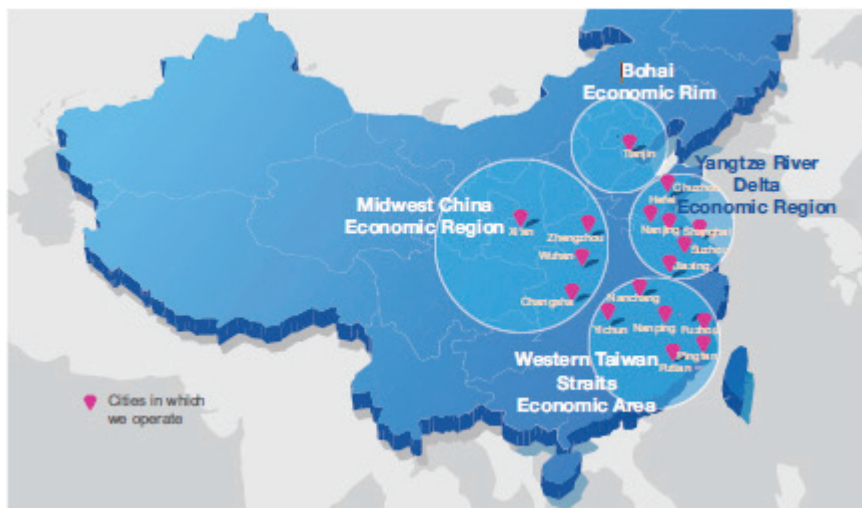 Bohai
Economic Rim
Tianjin
Yangtze River
Delta
Economic Region
Chuzhou
Hefei
Nanjing
Shanghai
Suzhou
Jiaxing
Midwest China
Economic Region
Xi'an
Zhengzhou
Wuhan
Changsha
Nanchang
Yichun
Nanping
Fuzhou
Pingtan
Putian
Western Taiwan
Straits
Economic Area
Cities in which
we operate